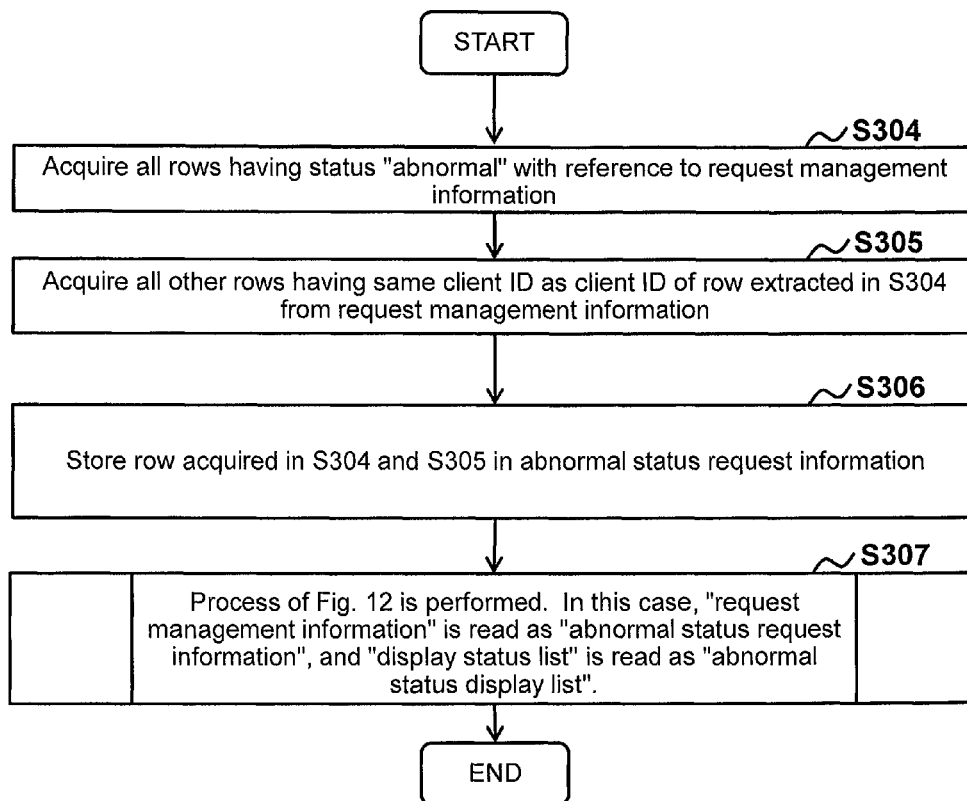 START
S304
Acquire all rows having status "abnormal" with reference to request management
information
S305
Acquire all other rows having same client ID as client ID of row extracted in S304
from request management information
S306
Store row acquired in S304 and S305 in abnormal status request information
S307
Process of Fig. 12 is performed. In this case, "request
management information" is read as "abnormal status request
information", and "display status list" is read as "abnormal
status display list".
END